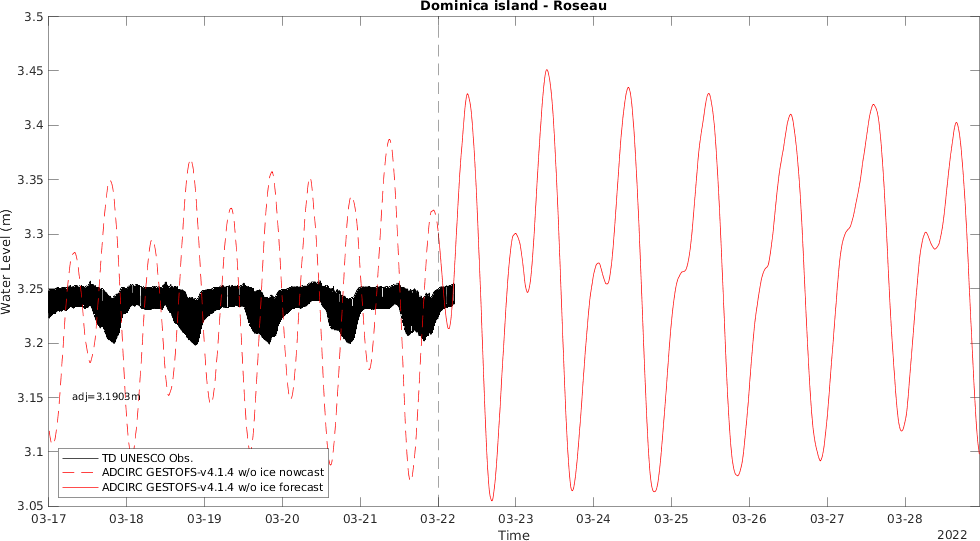 Dominica island - Roseau
3.5
3.45
3.4
3.35
3.3
3.25
3.2
3.15
3.1
3.05
Water Level (m)
adj=3.1903m
TD UNESCO Obs.
ADCIRC GESTOFS-v4.1.4 w/o ice nowcast
ADCIRC GESTOFS-v4.1.4 w/o ice forecast
03-17 03-18 03-19 03-20 03-21 03-22 03-23 03-24 03-25 03-26 03-27 03-28
Time
2022